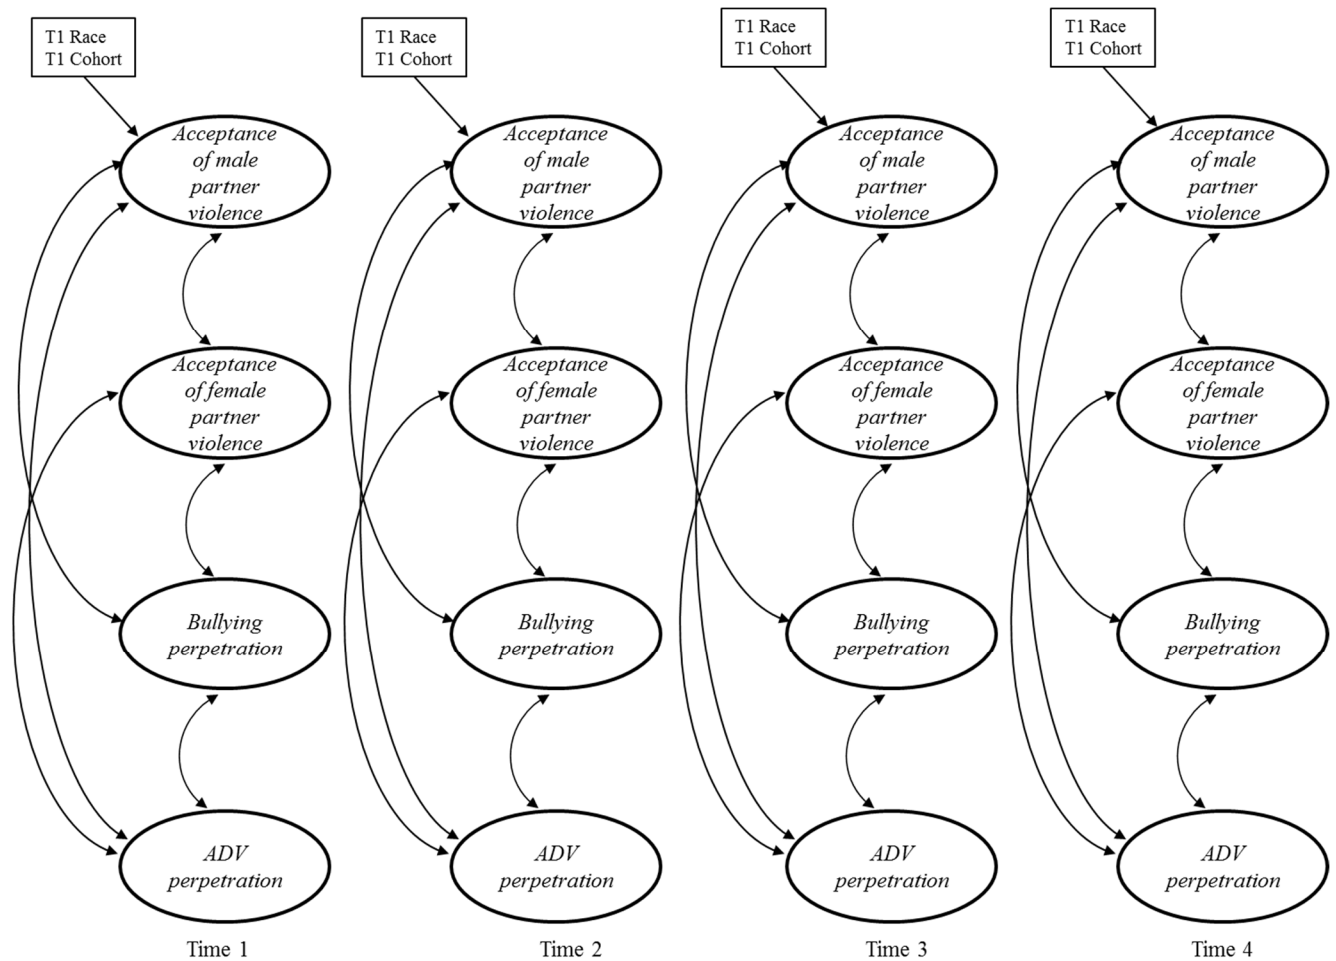 T1 Race
T1 Cohort
T1 Race
T1 Cohort
T1 Race
T1 Cohort
T1 Race
T1 Cohort
Acceptance
of male
partner
violence
Acceptance
of male
partner
violence
Acceptance
of male
partner
violence
Acceptance
of male
partner
violence
Acceptance
of female
partner
violence
Acceptance
of female
partner
violence
Acceptance
of female
partner
violence
Acceptance
of female
partner
violence
Bullying
perpetration
Bullying
perpetration
Bullying
perpetration
Bullying
perpetration
ADV
perpetration
ADV
perpetration
ADV
perpetration
ADV
perpetration
Time 1
Time 2
Time 3
Time 4